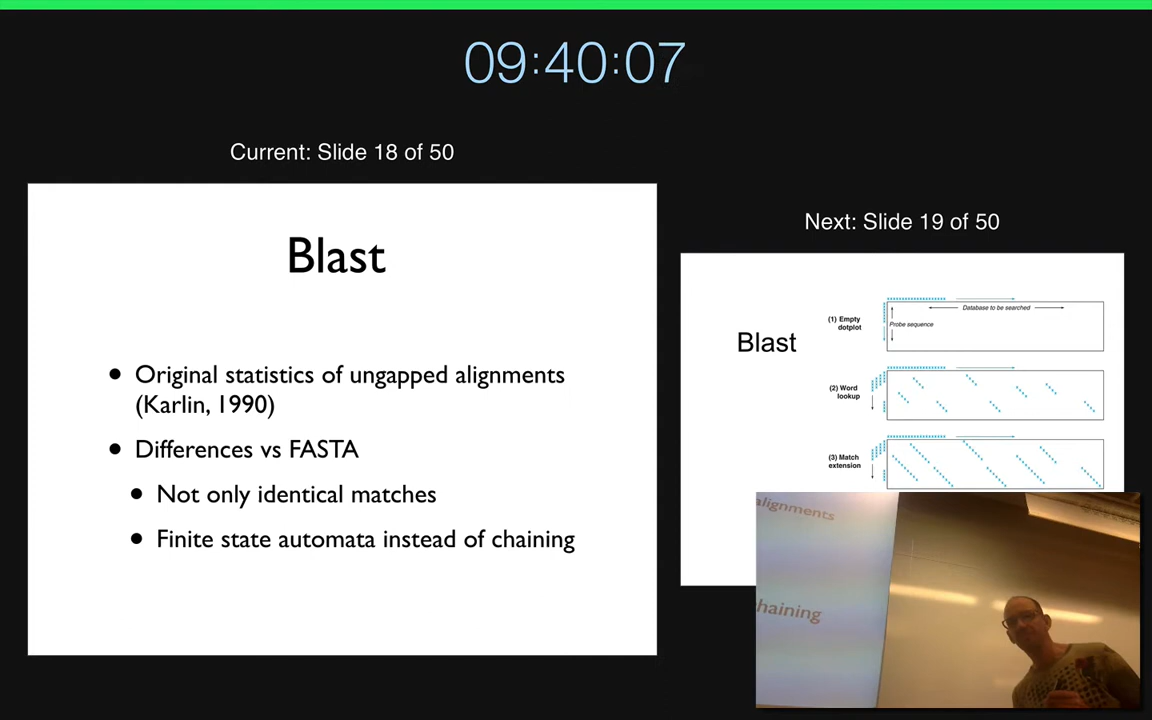 09:40:07
Current: Slide 18 of 50
Blast
• Original statistics of ungapped alignments
(Karlin, 1990)
• Differences vs FASTA
• Not only identical matches
• Finite state automata instead of chaining
Next: Slide 19 of 50
Blast
(1) Empty
dotplot
Database to be searched
Probe sequence
(2) Word
lookup
(3) Match
extension
alignments
haining